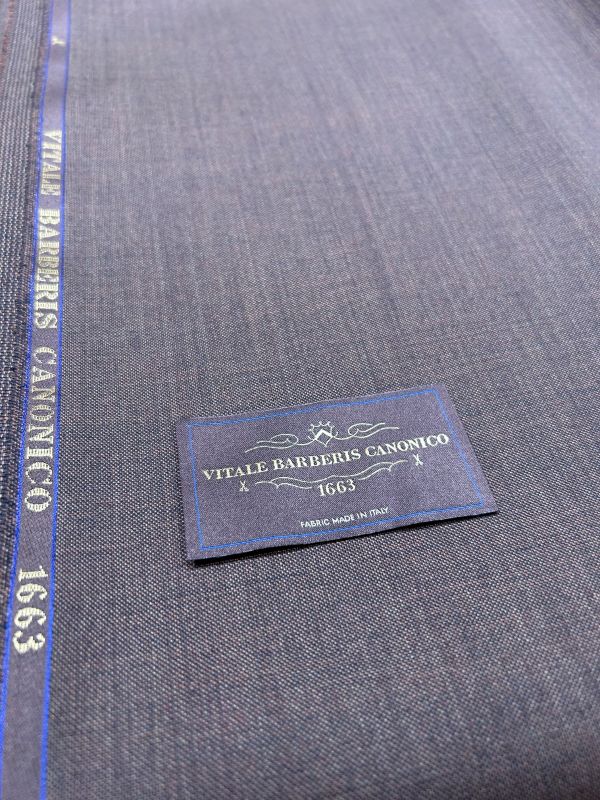 VITALE BARBERIS CANONICO 1663
VITALE BARBERIS CANONICO
1663
FABRIC MADE IN ITALY